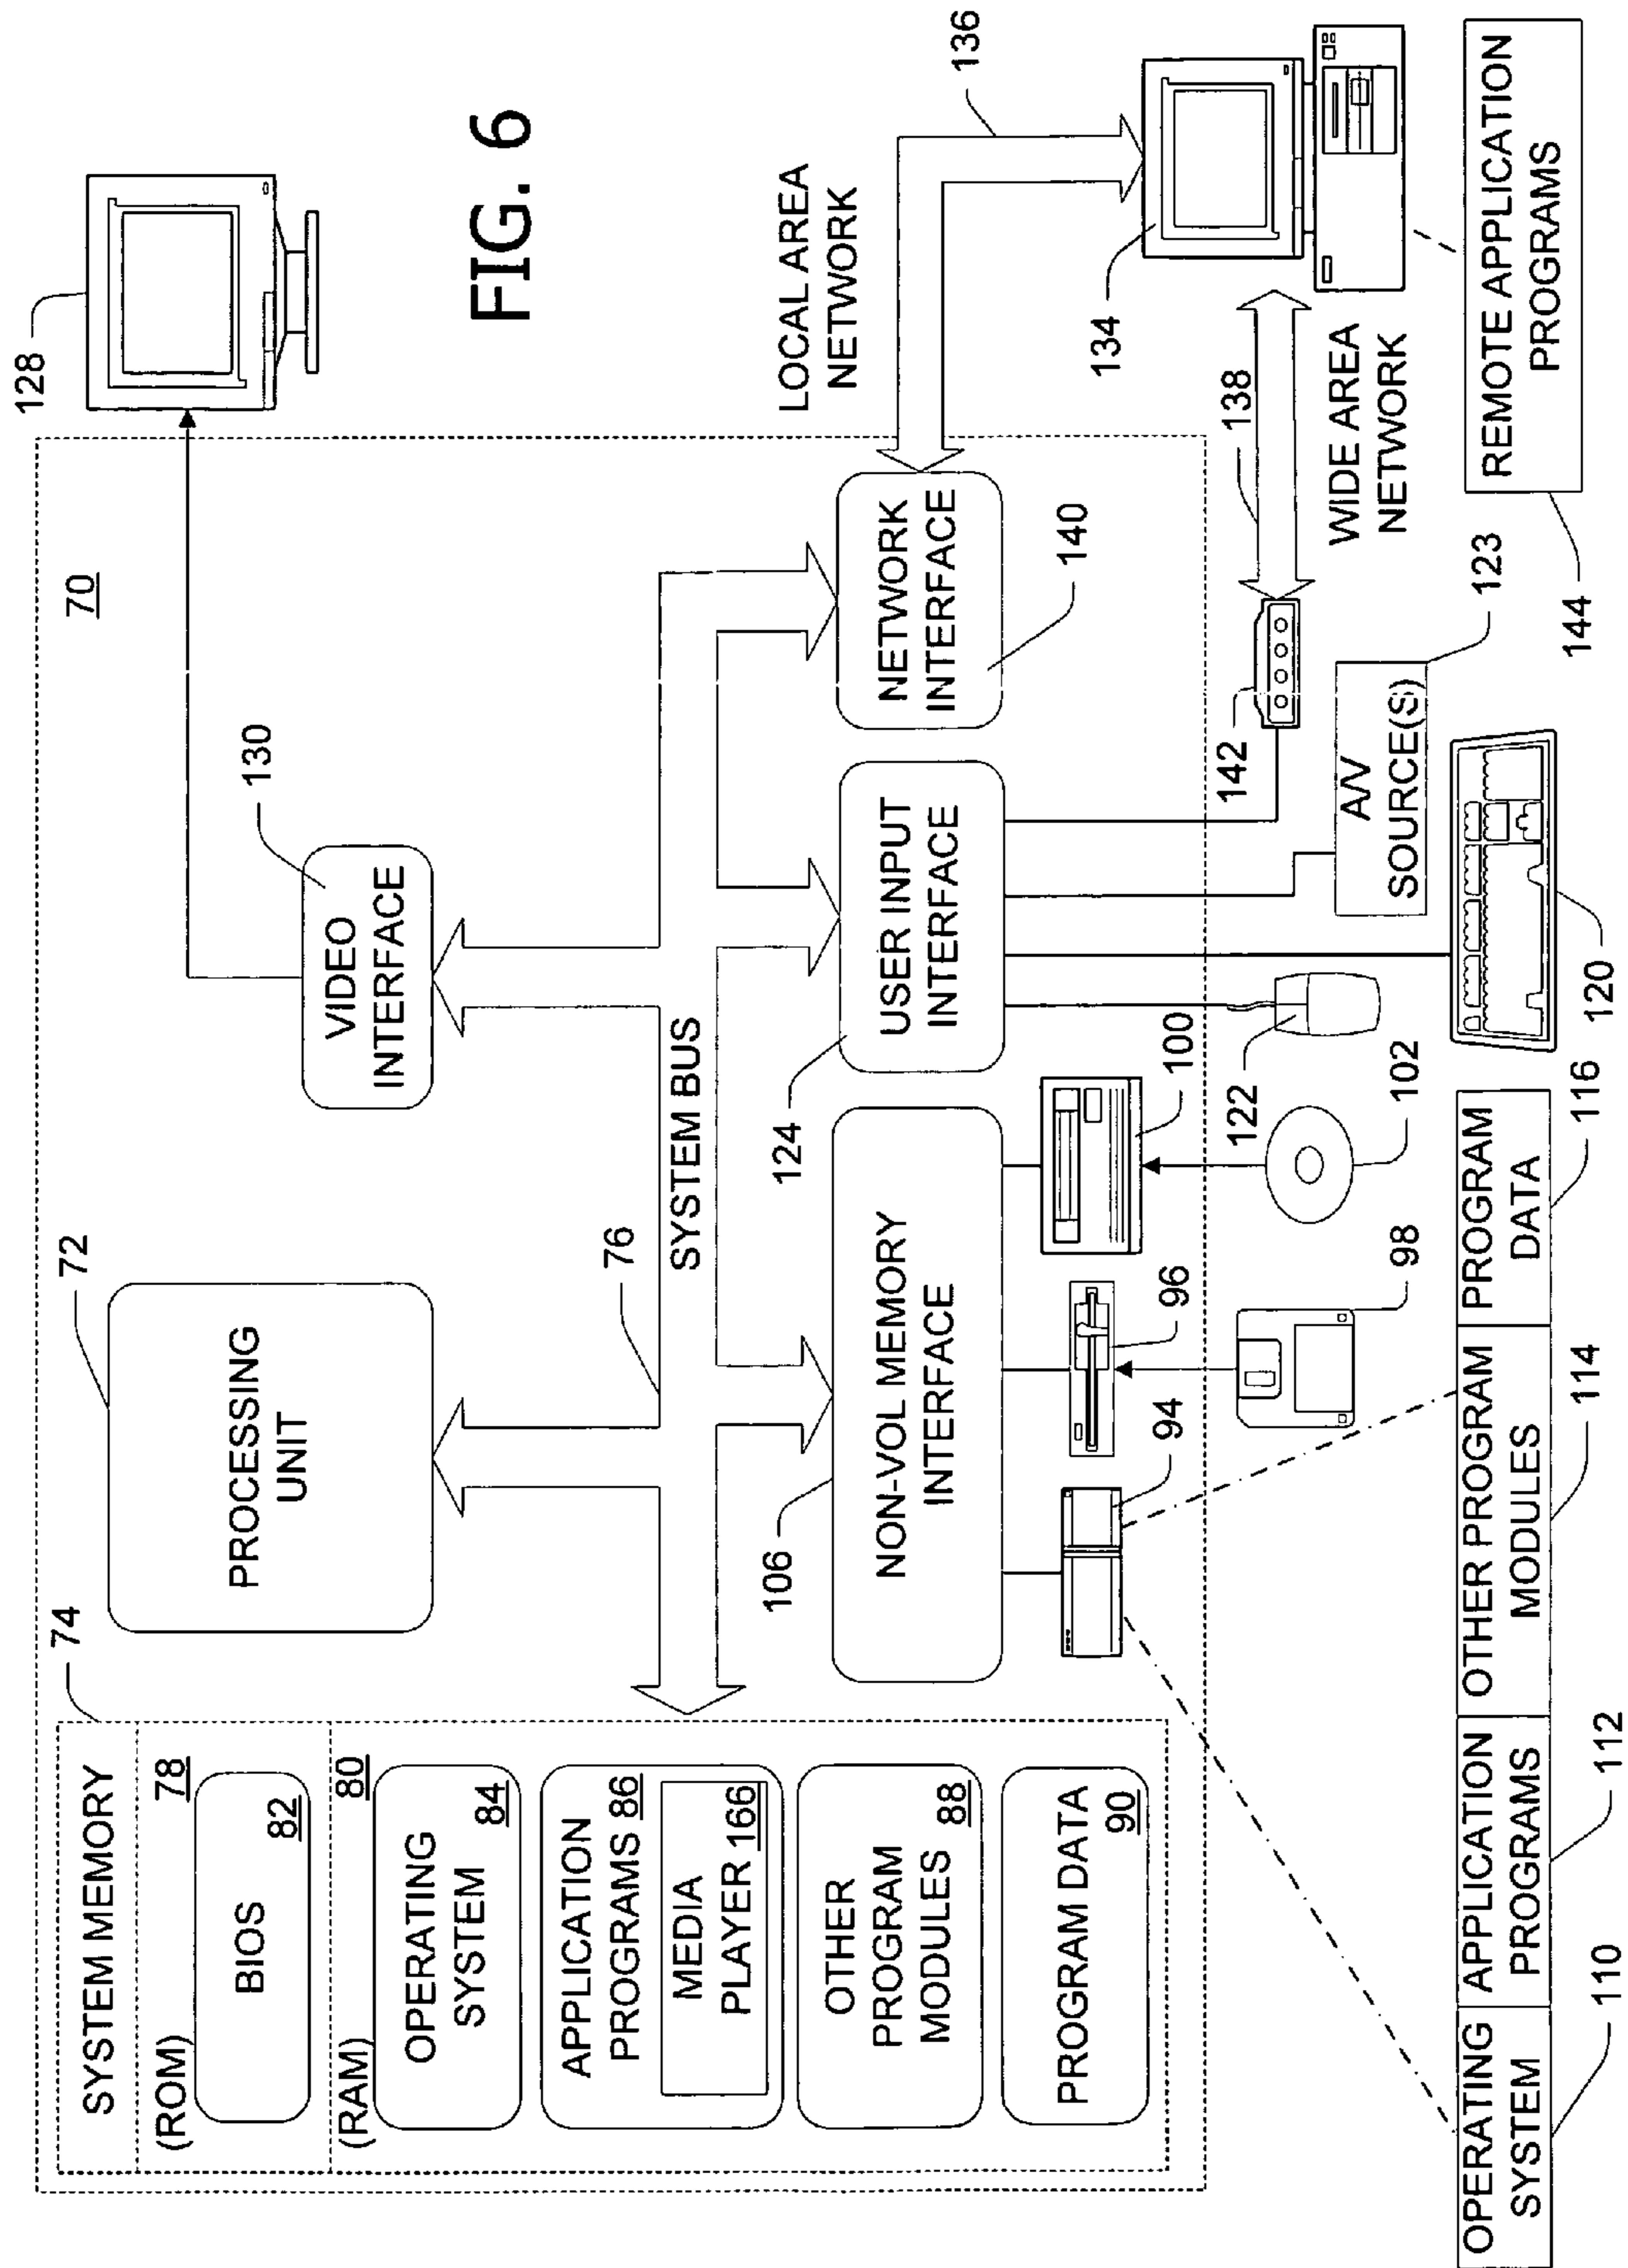 FIG. 6
70
128
SYSTEM MEMORY
74
(ROM)
78
BIOS
82
(RAM)
80
OPERATING
SYSTEM
84
APPLICATION
PROGRAMS 86
MEDIA
PLAYER 166
OTHER
PROGRAM
MODULES
88
PROGRAM DATA
90
PROCESSING
UNIT
72
VIDEO
INTERFACE
130
76
SYSTEM BUS
106
NON-VOL MEMORY
INTERFACE
124
USER INPUT
INTERFACE
NETWORK
INTERFACE
140
LOCAL AREA
NETWORK
136
94
96
98
100
102
122
120
142
138
134
WIDE AREA
NETWORK
A/V
SOURCE(S)
123
OPERATING
SYSTEM
110
APPLICATION
PROGRAMS
112
OTHER PROGRAM
MODULES
114
PROGRAM
DATA
116
REMOTE APPLICATION
PROGRAMS
144